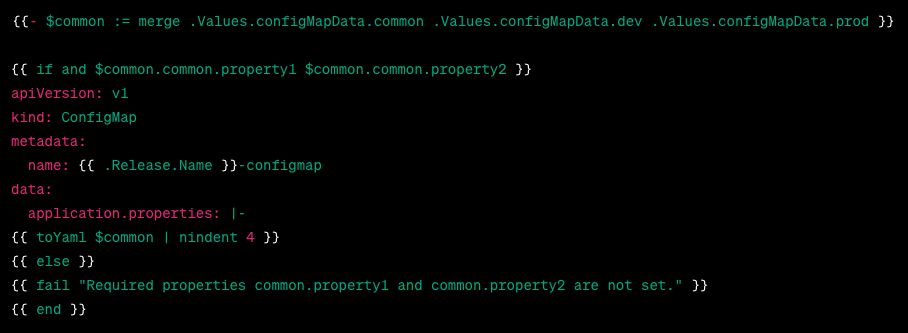 {{- $common := merge .Values.configMapData.common .Values.configMapData.dev .Values.configMapData.prod }}

{{ if and $common.common.property1 $common.common.property2 }}
apiVersion: v1
kind: ConfigMap
metadata:
  name: {{ .Release.Name }}-configmap
data:
  application.properties: |-
{{ toYaml $common | nindent 4 }}
{{ else }}
{{ fail "Required properties common.property1 and common.property2 are not set." }}
{{ end }}